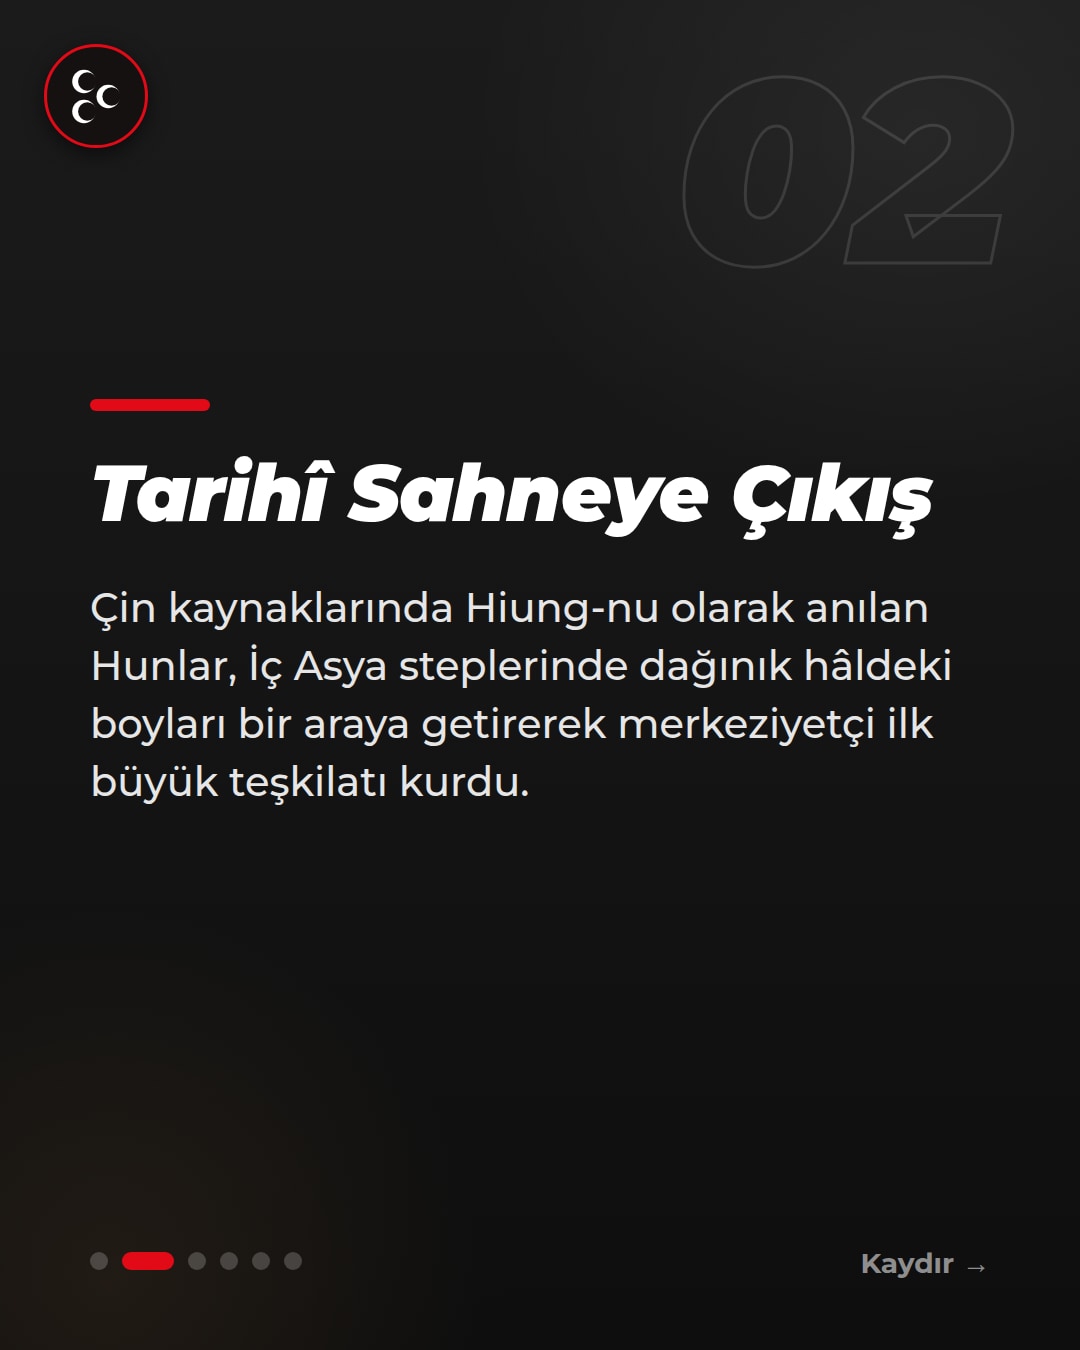 02
Tarihî Sahneye Çıkış
Çin kaynaklarında Hiung-nu olarak anılan
Hunlar, İç Asya steplerinde dağınık hâldeki
boyları bir araya getirerek merkeziyetçi ilk
büyük teşkilatı kurdu.
Kaydır →